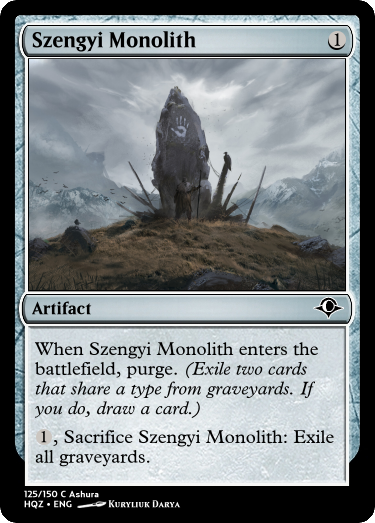 Szengyi Monolith 1
Artifact
When Szengyi Monolith enters the
battlefield, purge. (Exile two cards
that share a type from graveyards. If
you do, draw a card.)
1, Sacrifice Szengyi Monolith: Exile
all graveyards.
125/150 C Ashura
HQZ • ENG Kuryliuk Darya